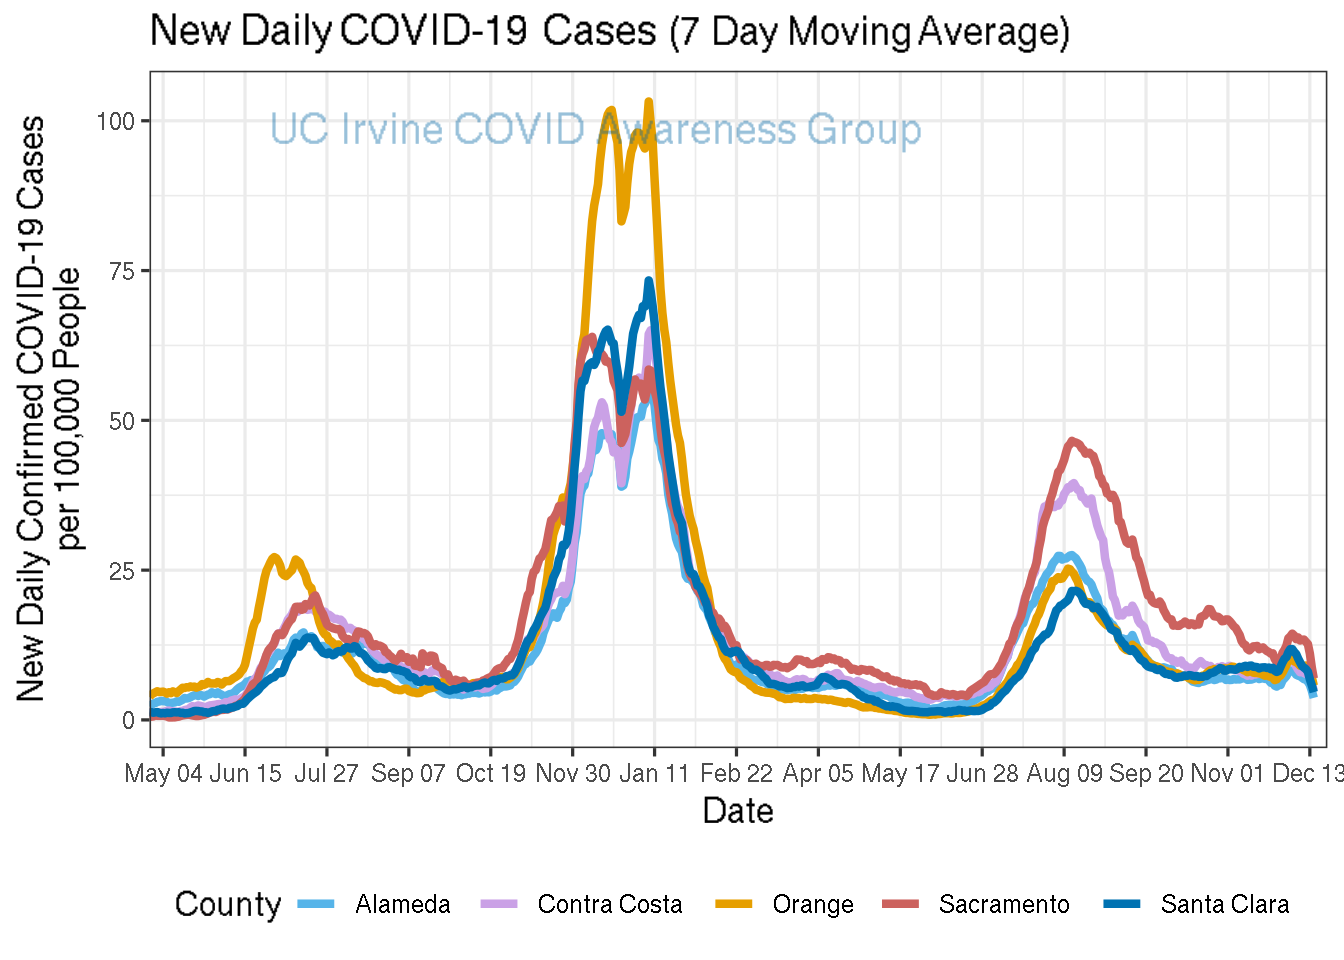 New Daily COVID-19 Cases (7 Day Moving Average)
UC Irvine COVID Awareness Group
New Daily Confirmed COVID-19 Cases
per 100,000 People
100
75
50
25
0
May 04 Jun 15 Jul 27 Sep 07 Oct 19 Nov 30 Jan 11 Feb 22 Apr 05 May 17 Jun 28 Aug 09 Sep 20 Nov 01 Dec 13
Date
County Alameda Contra Costa Orange Sacramento Santa Clara